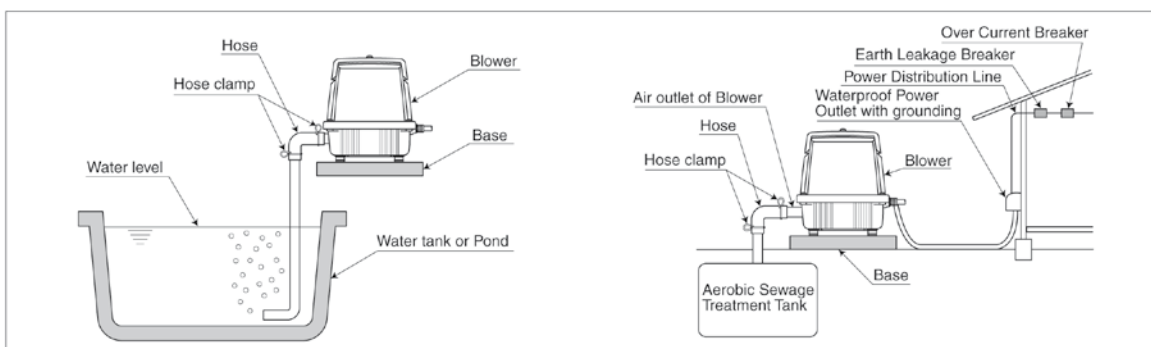 Hose
Blower
Hose clamp
Base
Water level
Water tank or Pond
Over Current Breaker
Earth Leakage Breaker
Power Distribution Line
Waterproof Power
Outlet with grounding
Air outlet of Blower
Hose
Hose clamp
Blower
Base
Aerobic Sewage
Treatment Tank